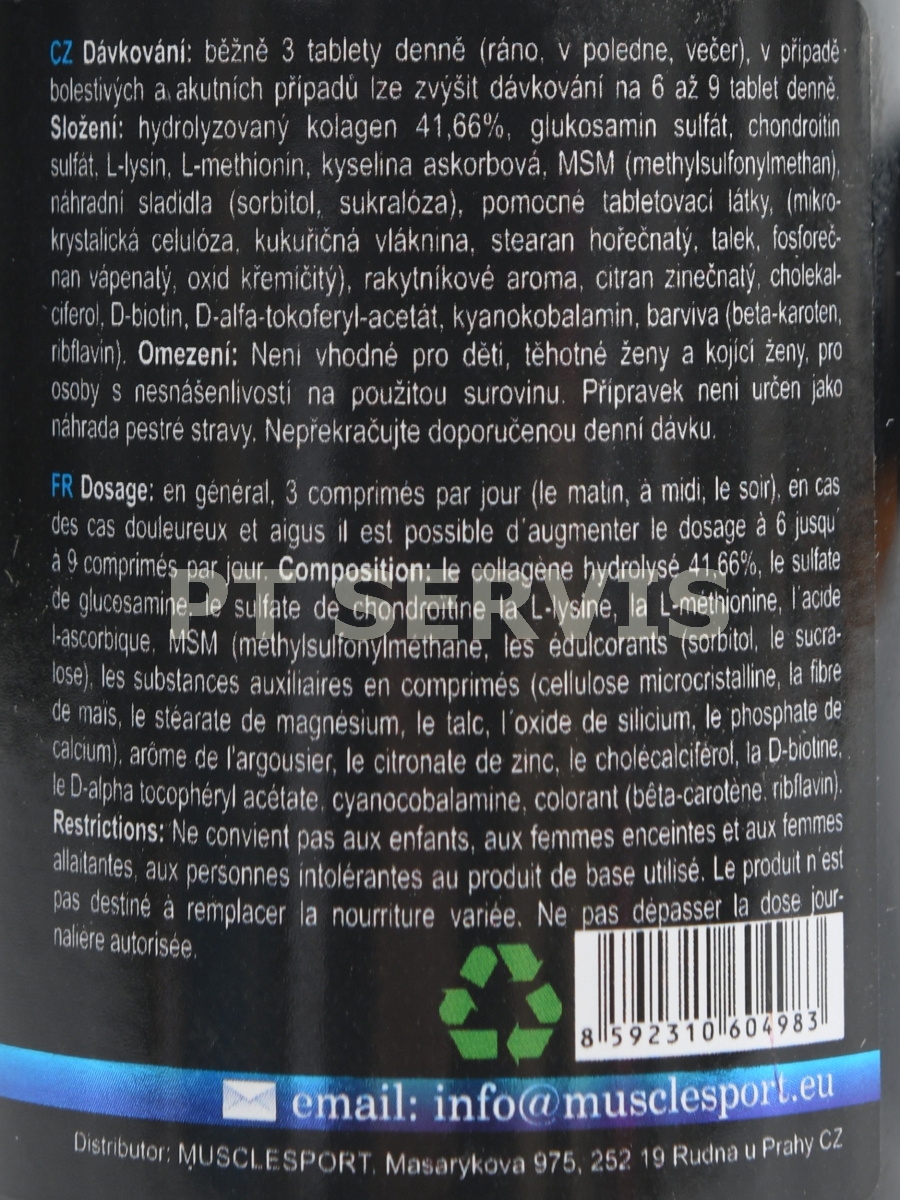 CZ Dávkování: běžně 3 tablety denně (ráno, v poledne, večer), v případě
bolestivých a akutních případů lze zvýšit dávkování na 6 až 9 tablet denně.
Složení: hydrolyzovaný kolagen 41,66%, glukosamin sulfát, chondroitin
sulfát, L-lysin, L-methionin, kyselina askorbová, MSM (methylsulfonylmethan),
náhradní sladidla (sorbitol, sukralóza), pomocné tabletovací látky, (mikro-
krystalická celulóza, kukuřičná vláknina, stearan hořečnatý, talek, fosforeč-
nan vápenatý, oxid křemičitý), rakytníkové aroma, citran zinečnatý, cholekal-
ciferol, D-biotin, D-alfa-tokoferyl-acetát, kyanokobalamin, barviva (beta-karoten,
ribflavin). Omezení: Není vhodné pro děti, těhotné ženy a kojící ženy, pro
osoby s nesnášenlivostí na použitou surovinu. Přípravek není určen jako
náhrada pestré stravy. Nepřekračujte doporučenou denní dávku.
FR Dosage: en général, 3 comprimés par jour (le matin, à midi, le soir), en cas
des cas douleureux et aigus il est possible d´augmenter le dosage à 6 jusqu´
à 9 comprimés par jour. Composition: le collagène hydrolysé 41,66%, le sulfate
de glucosamine, le sulfate de chondroitine la L-lysine, la L-méthionine, l´acide
l-ascorbique, MSM (méthylsulfonylméthane, les édulcorants (sorbitol, le sucra-
lose), les substances auxiliaires en comprimés (cellulose microcristalline, la fibre
de maïs, le stéarate de magnésium, le talc, l´oxide de silicium, le phosphate de
calcium), arôme de l'argousier, le citronate de zinc, le cholécalciférol, la D-biotine,
le D-alpha tocophéryl acétate, cyanocobalamine, colorant (bêta-carotène, ribflavin).
Restrictions: Ne convient pas aux enfants, aux femmes enceintes et aux femmes
allaitantes, aux personnes intolérantes au produit de base utilisé. Le produit n´est
pas destiné à remplacer la nourriture variée. Ne pas dépasser la dose jour-
nalière autorisée.
PT SERVIS
8 592310 604983
email: info@musclesport.eu
Distributor: MUSCLESPORT, Masarykova 975, 252 19 Rudna u Prahy CZ